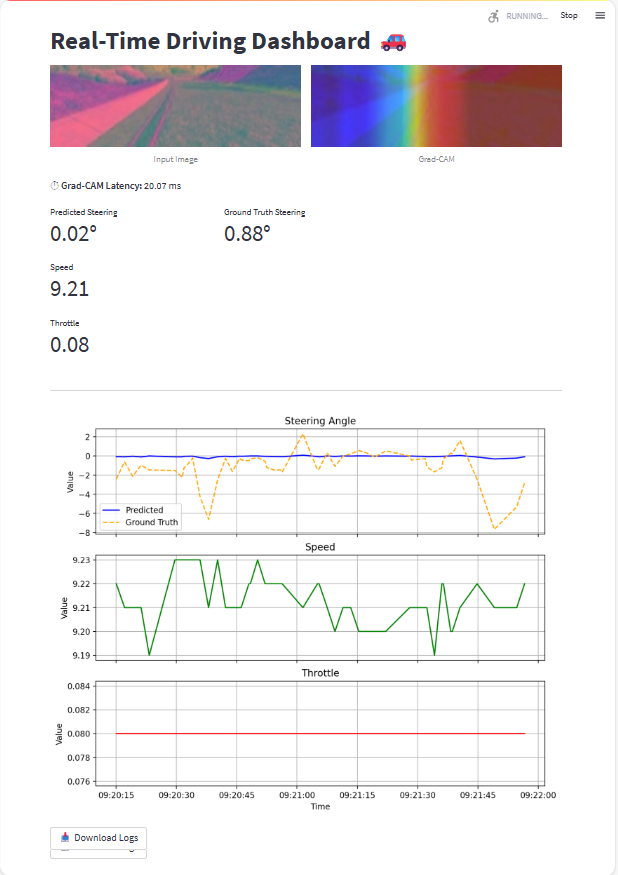 RUNNING...
Stop
Real-Time Driving Dashboard 🚗
Input Image
Grad-CAM
⏱ Grad-CAM Latency: 20.07 ms
Predicted Steering
Ground Truth Steering
0.02°
0.88°
Speed
9.21
Throttle
0.08
Steering Angle
2
0
−2
−4
−6
−8
Value
Predicted
Ground Truth
Speed
9.23
9.22
9.21
9.20
9.19
Value
Throttle
0.084
0.082
0.080
0.078
0.076
Value
09:20:15 09:20:30 09:20:45 09:21:00 09:21:15 09:21:30 09:21:45 09:22:00
Time
📥 Download Logs